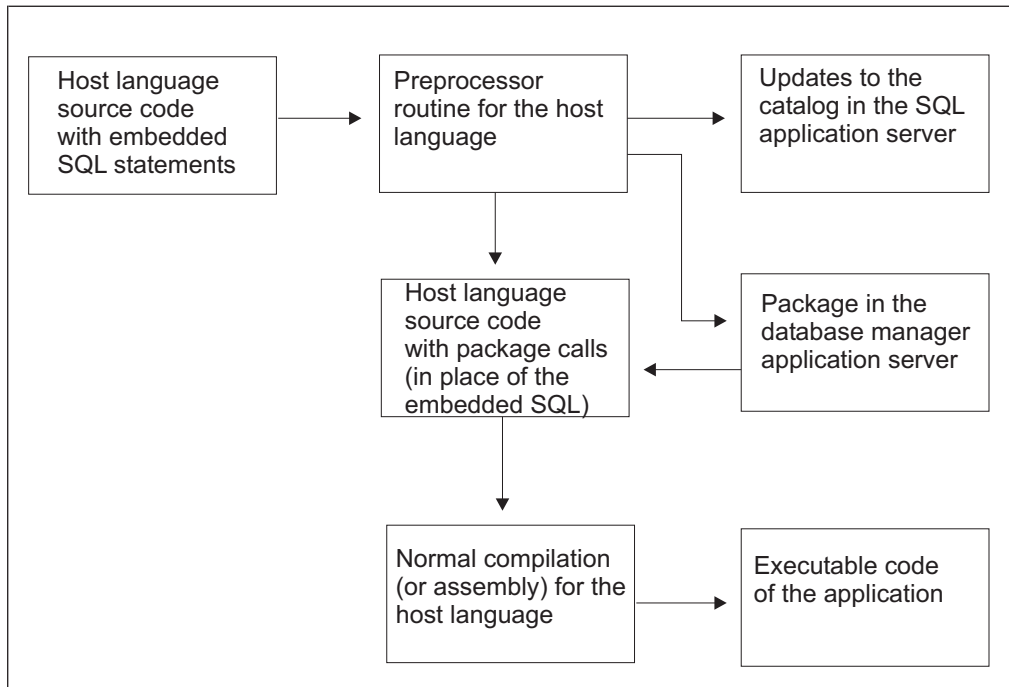 Host language
source code
with embedded
SQL statements
Preprocessor
routine for the host
language
Updates to the
catalog in the SQL
application server
Host language
source code
with package calls
(in place of the
embedded SQL)
Package in the
database manager
application server
Normal compilation
(or assembly) for the
host language
Executable code
of the application